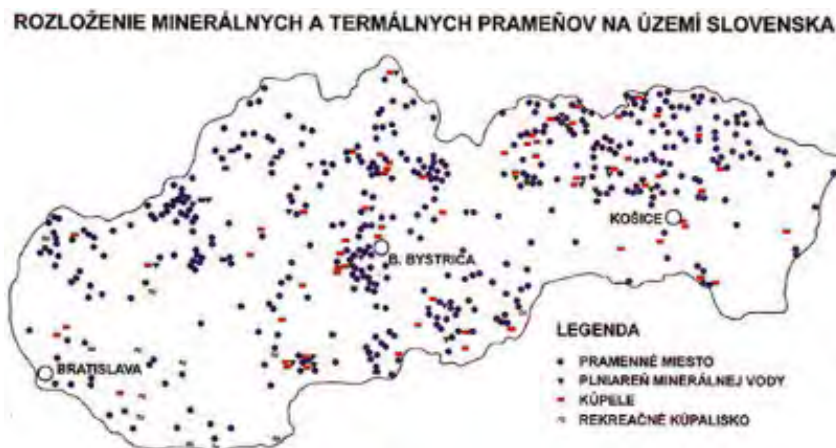 ROZLOŽENIE MINERÁLNYCH A TERMÁLNYCH PRAMEŇOV NA ÚZEMÍ SLOVENSKA
KOŠICE
B. BYSTRICA
BRATISLAVA
LEGENDA
PRAMENNÉ MIESTO
PLNIAREŇ MINERÁLNEJ VODY
KÚPELE
REKREAČNÉ KÚPALISKO